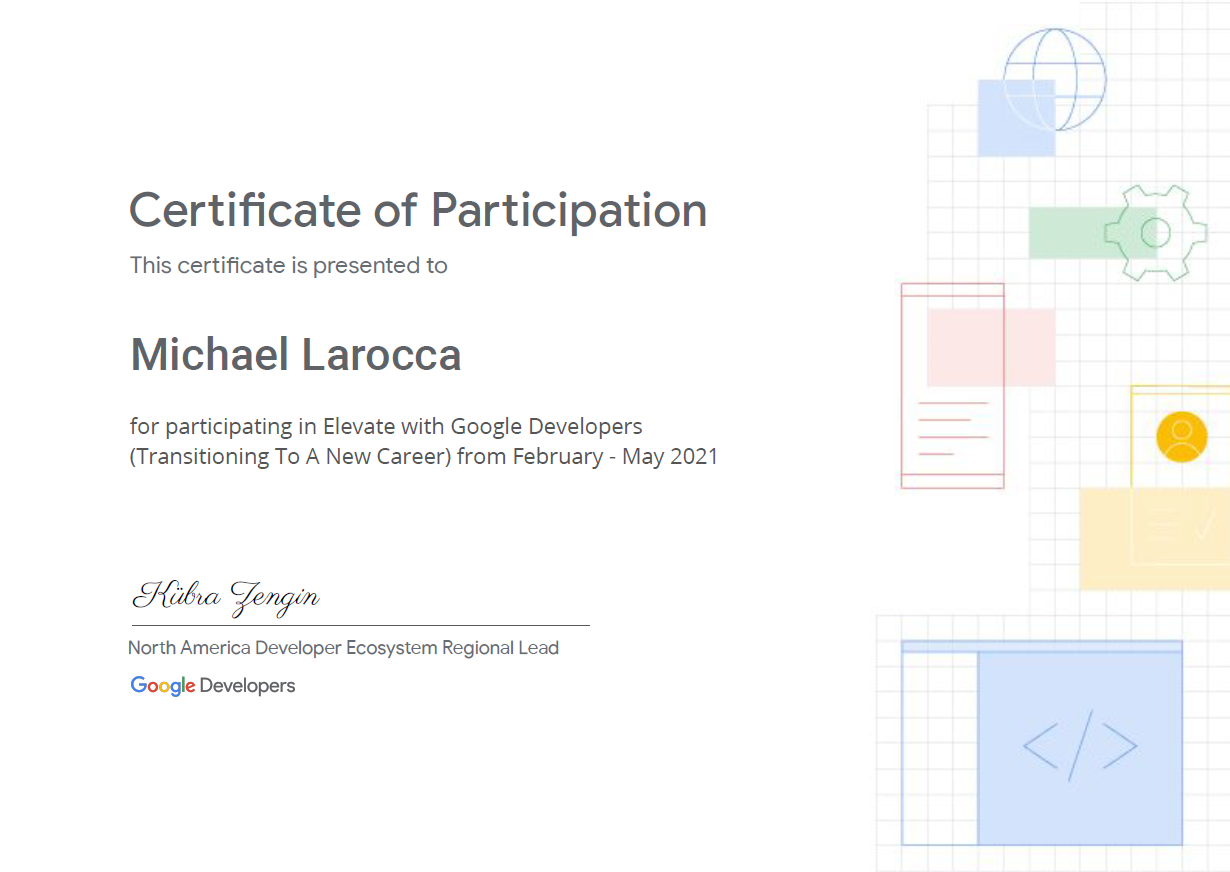 Certificate of Participation
This certificate is presented to
Michael Larocca
for participating in Elevate with Google Developers
(Transitioning To A New Career) from February - May 2021
Kübra Zengin
North America Developer Ecosystem Regional Lead
Google Developers